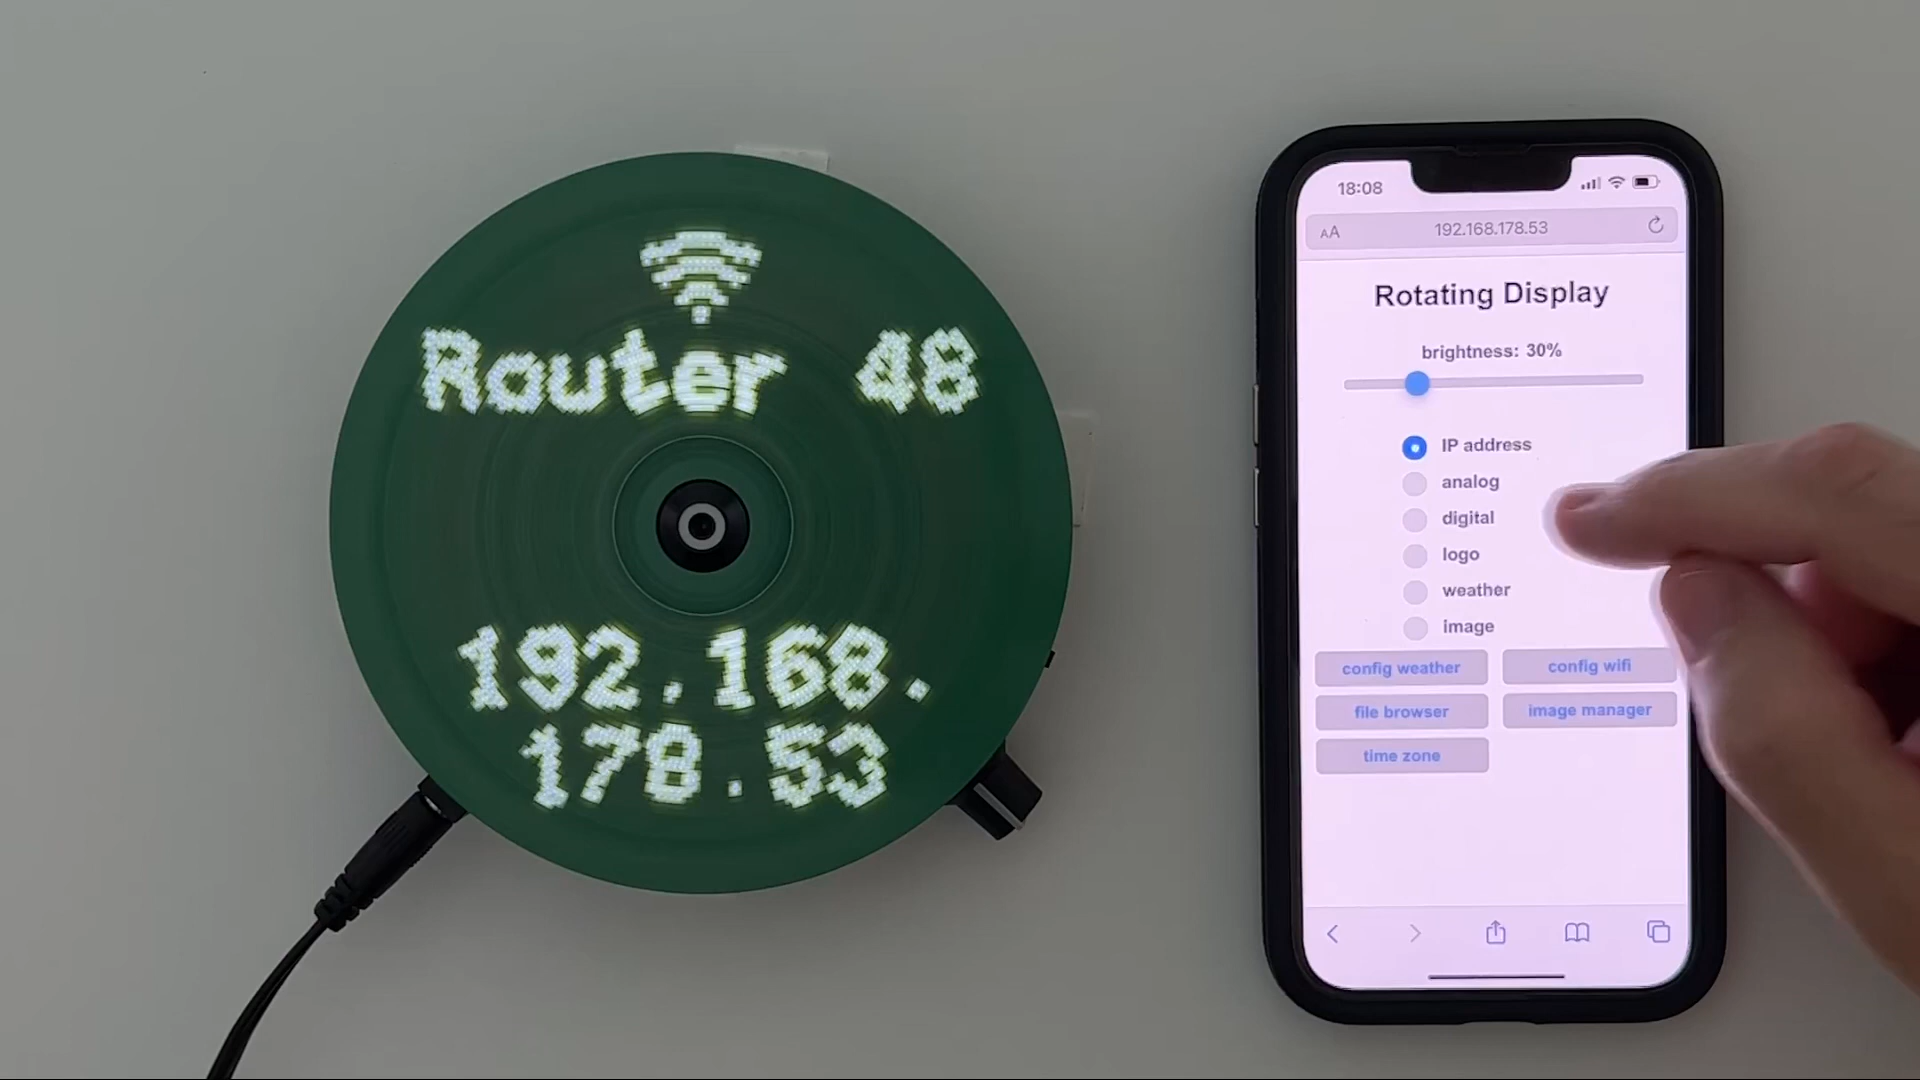 Router 48
192.168.
178.53
18:08
AA 192.168.178.53
Rotating Display
brightness: 30%
IP address
analog
digital
logo
weather
image
config weather config wifi
file browser image manager
time zone